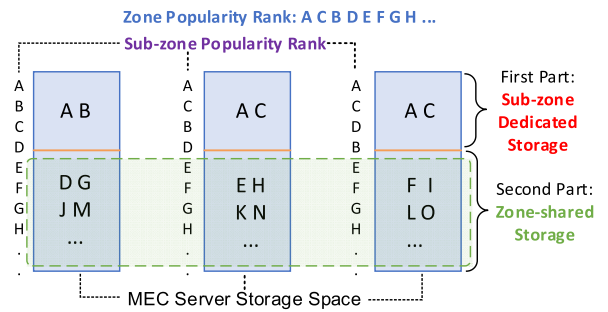 Zone Popularity Rank: A C B D E F G H ...
Sub-zone Popularity Rank
A
B
C
D
E
F
G
H
.
.
A B
D G
J M
...
A
C
B
D
E
F
G
H
.
.
A C
E H
K N
...
A
C
D
B
E
F
G
H
.
.
A C
F I
L O
...
First Part:
Sub-zone
Dedicated
Storage
Second Part:
Zone-shared
Storage
MEC Server Storage Space